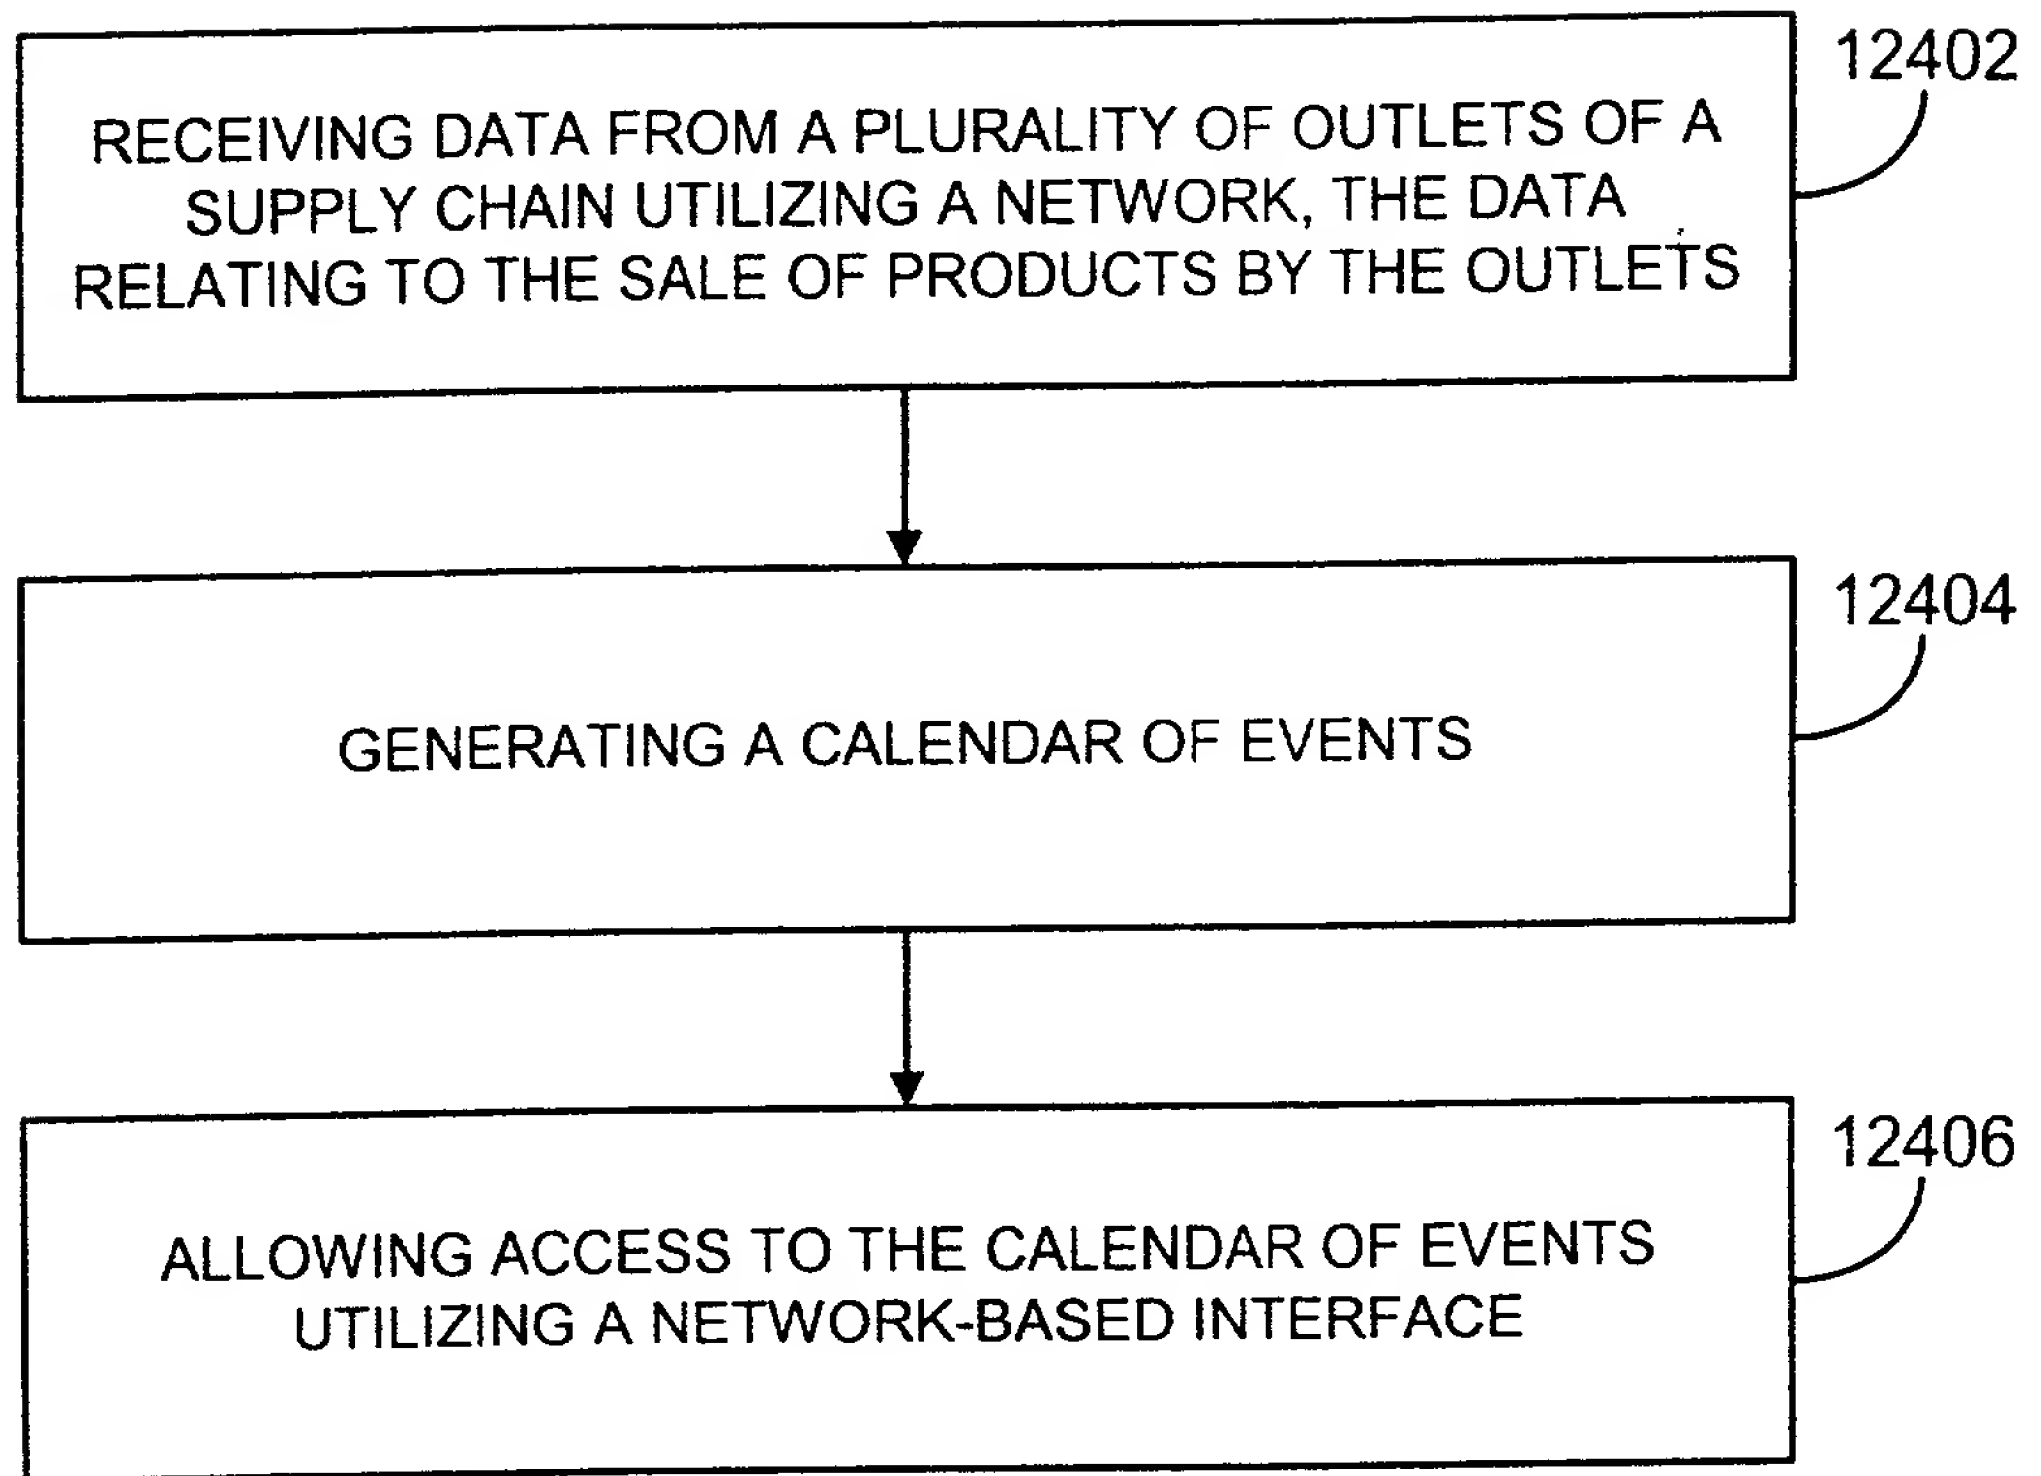 12402
RECEIVING DATA FROM A PLURALITY OF OUTLETS OF A
SUPPLY CHAIN UTILIZING A NETWORK, THE DATA
RELATING TO THE SALE OF PRODUCTS BY THE OUTLETS
12404
GENERATING A CALENDAR OF EVENTS
12406
ALLOWING ACCESS TO THE CALENDAR OF EVENTS
UTILIZING A NETWORK-BASED INTERFACE